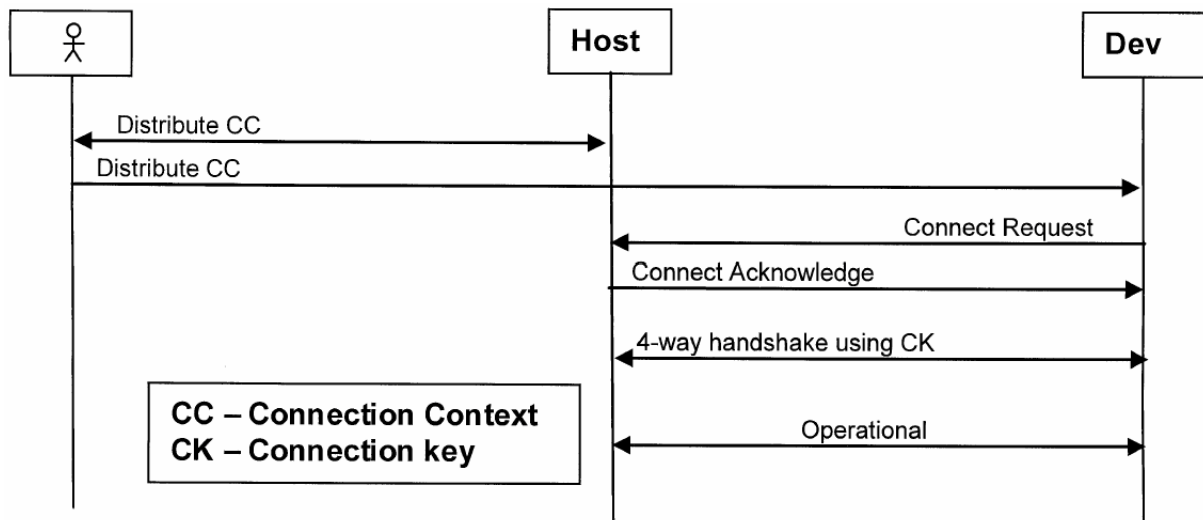 Host
Dev
Distribute CC
Distribute CC
Connect Request
Connect Acknowledge
4-way handshake using CK
CC – Connection Context
CK – Connection key
Operational